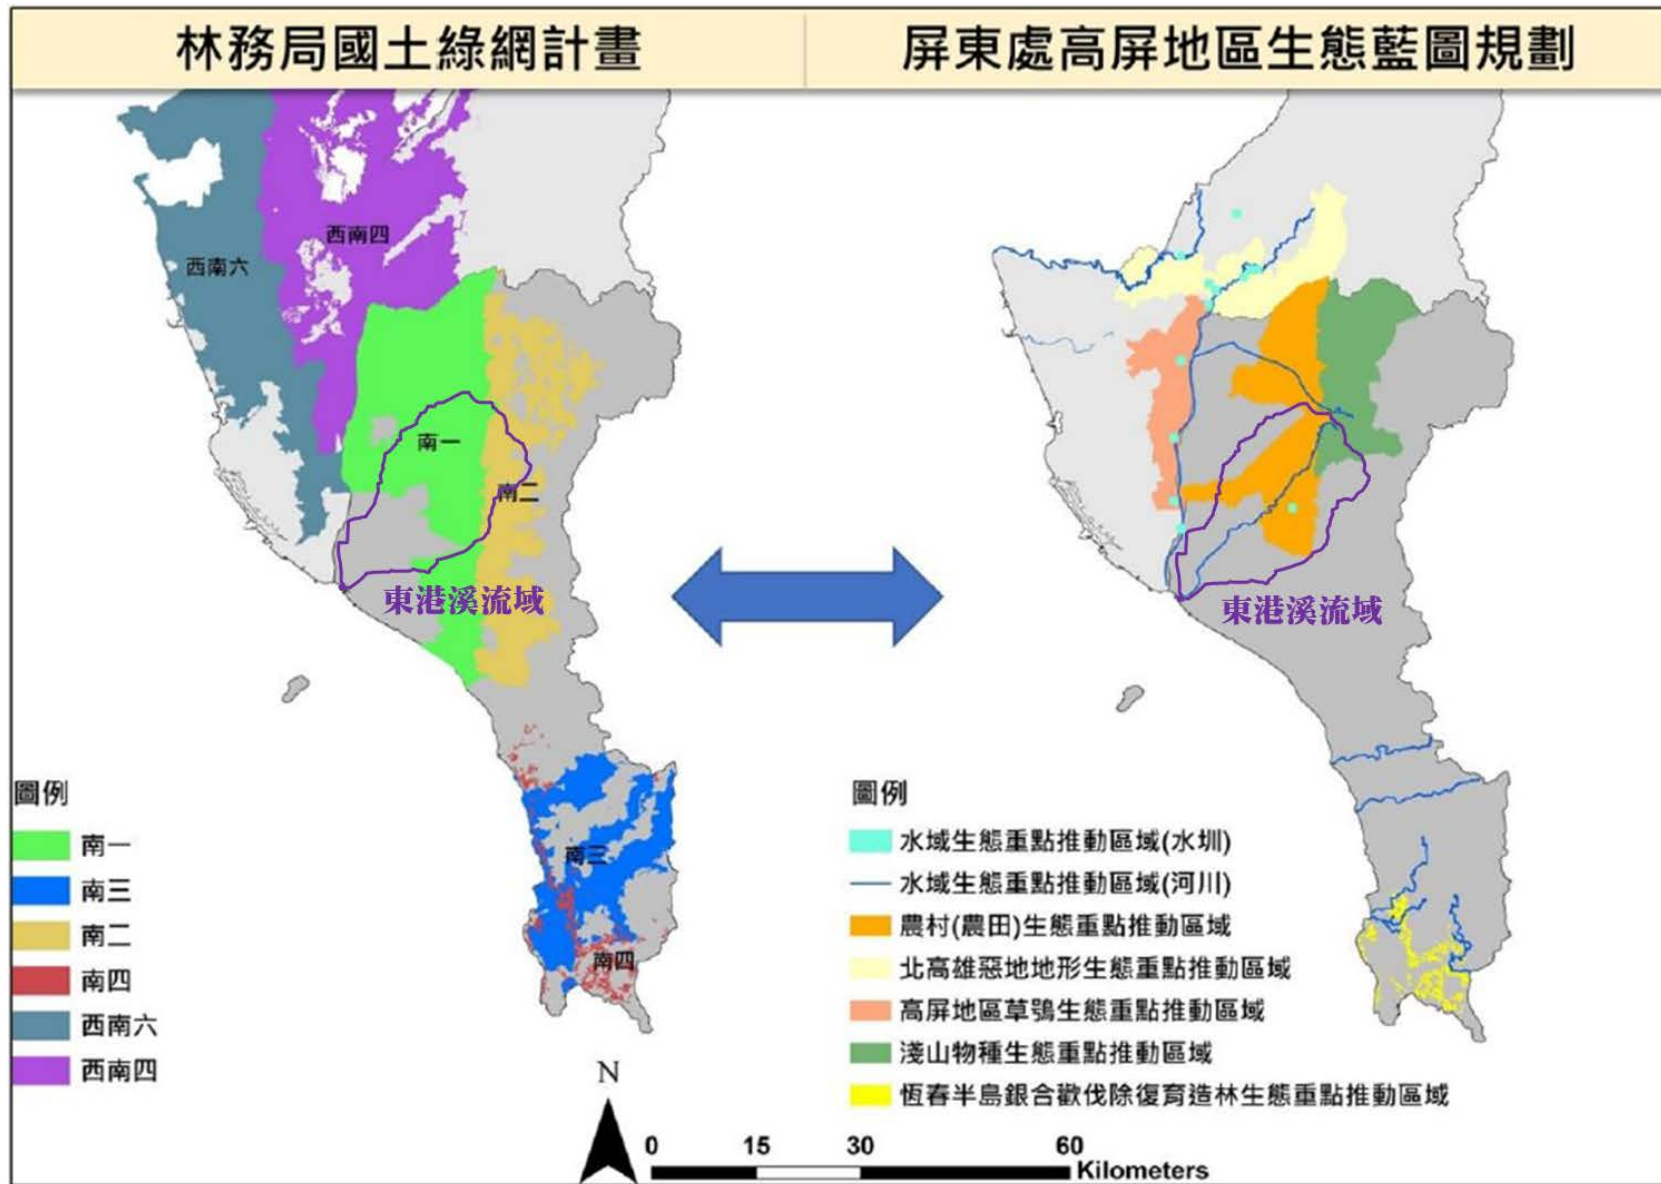 林務局國土綠網計畫
屏東處高屏地區生態藍圖規劃
西南四
西南六
南一
南二
東港溪流域
東港溪流域
南三
南四
圖例
南一
南三
南二
南四
西南六
西南四
圖例
水域生態重點推動區域(水圳)
水域生態重點推動區域(河川)
農村(農田)生態重點推動區域
北高雄惡地地形生態重點推動區域
高屏地區草鴞生態重點推動區域
淺山物種生態重點推動區域
恆春半島銀合歡伐除復育造林生態重點推動區域
N
0 15 30 60
Kilometers